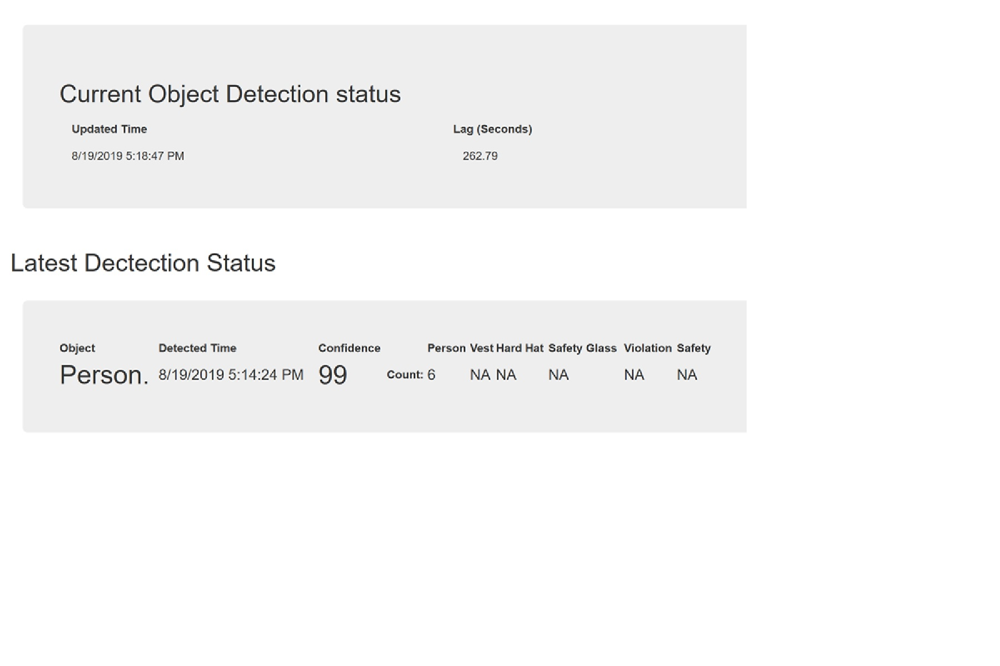 Current Object Detection status
Updated Time Lag (Seconds)
8/19/2019 5:18:47 PM 262.79
Latest Dectection Status
Object Detected Time Confidence Person Vest Hard Hat Safety Glass Violation Safety
Person. 8/19/2019 5:14:24 PM 99 Count: 6 NA NA NA NA NA